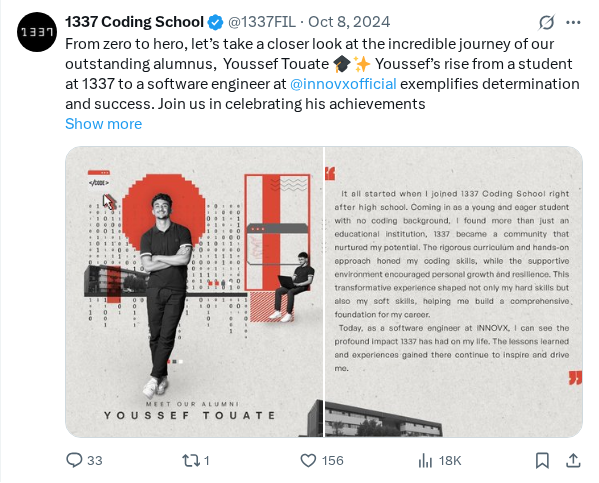 1337
1337 Coding School @1337FIL · Oct 8, 2024
From zero to hero, let's take a closer look at the incredible journey of our
outstanding alumnus, Youssef Touate 🎓✨ Youssef's rise from a student
at 1337 to a software engineer at @innovxofficial exemplifies determination
and success. Join us in celebrating his achievements
Show more
</CODE>
MEET OUR ALUMNI
YOUSSEF TOUATE
It all started when I joined 1337 Coding School right
after high school. Coming in as a young and eager student
with no coding background, I found more than just an
educational institution, 1337 became a community that
nurtured my potential. The rigorous curriculum and hands-on
approach honed my coding skills, while the supportive
environment encouraged personal growth and resilience. This
transformative experience shaped not only my hard skills but
also my soft skills, helping me build a comprehensive
foundation for my career.
Today, as a software engineer at INNOVX, I can see the
profound impact 1337 has had on my life. The lessons learned
and experiences gained there continue to inspire and drive
me.
33 1 156 18K